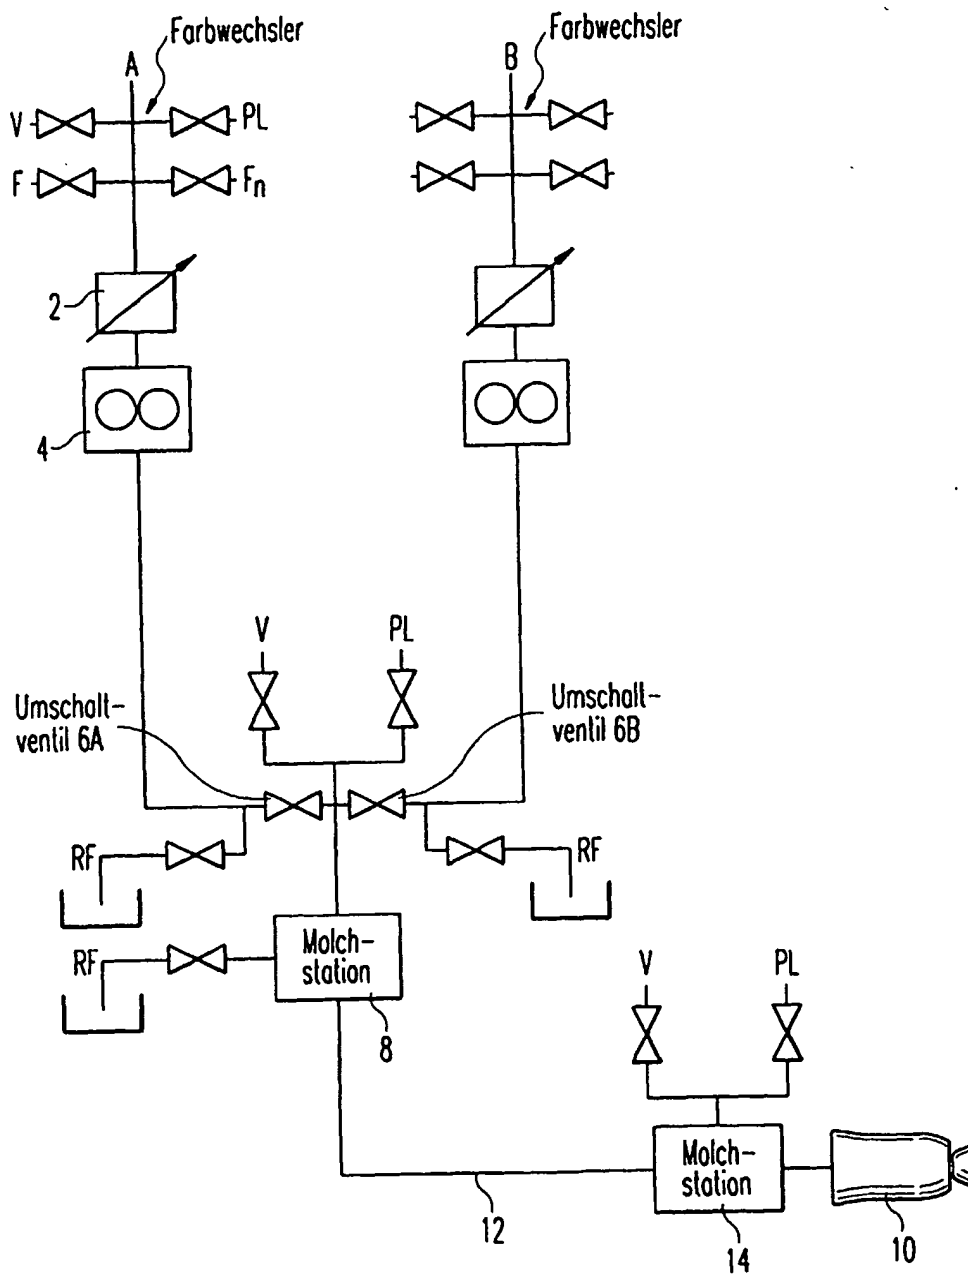 Farbwechsler
Farbwechsler
A
B
V
PL
F
Fn
2
4
V
PL
Umschalt-
ventil 6A
Umschalt-
ventil 6B
RF
RF
Molch-
station
RF
8
V
PL
Molch-
station
12
14
10